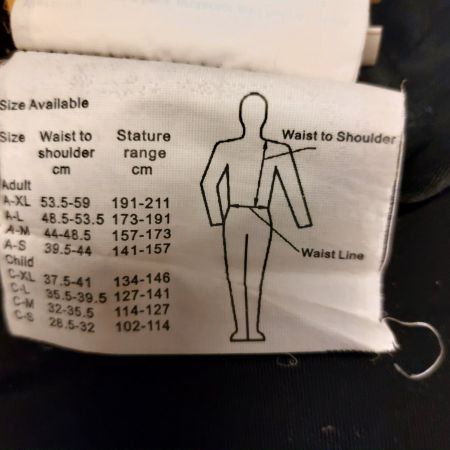 Size Available
Size Waist to shoulder cm Stature range cm
Adult
A-XL 53.5-59 191-211
A-L 48.5-53.5 173-191
A-M 44-48.5 157-173
A-S 39.5-44 141-157
Child
C-XL 37.5-41 134-146
C-L 35.5-39.5 127-141
C-M 32-35.5 114-127
C-S 28.5-32 102-114
Waist to Shoulder
Waist Line